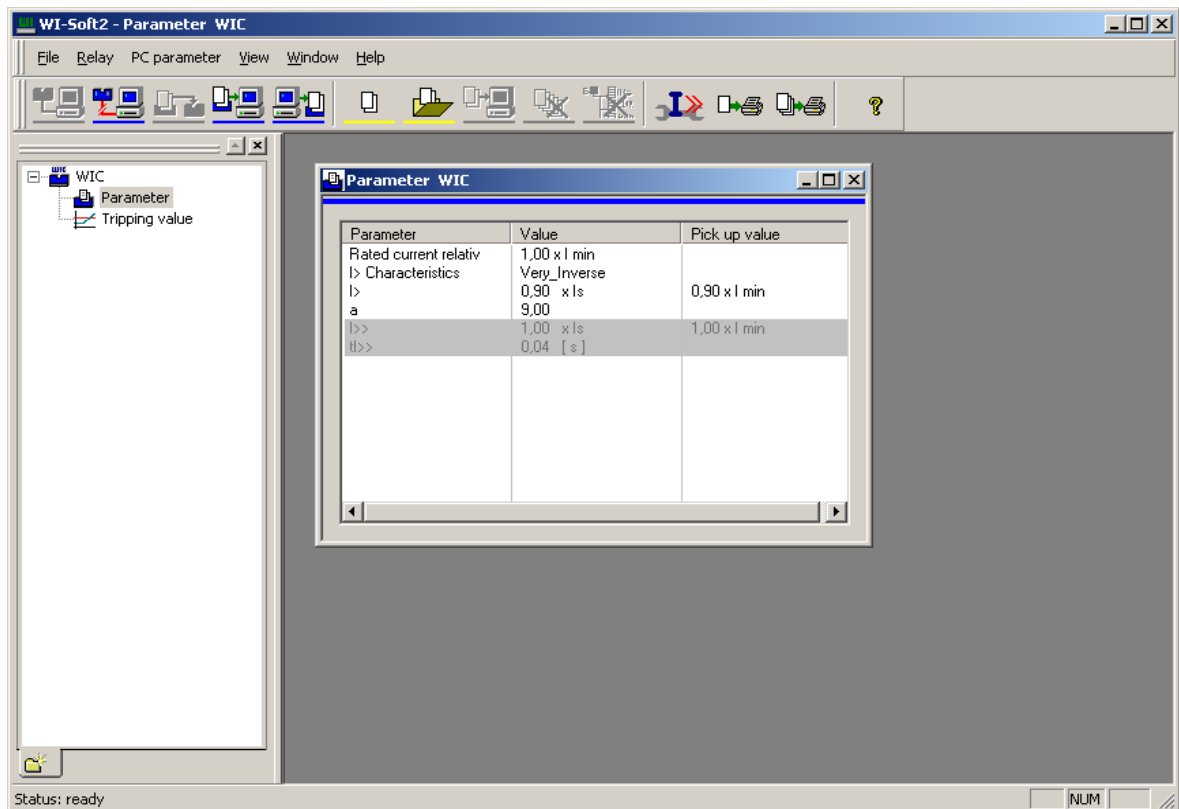 WI-Soft2 - Parameter WIC
File Relay PC parameter View Window Help
WIC
Parameter
Tripping value
Parameter WIC
Parameter Value Pick up value
Rated current relativ 1,00 x I min
I> Characteristics Very_Inverse
I> 0,90 x Is 0,90 x I min
a 9,00
I>> 1,00 x Is 1,00 x I min
tI>> 0,04 [ s ]
Status: ready NUM